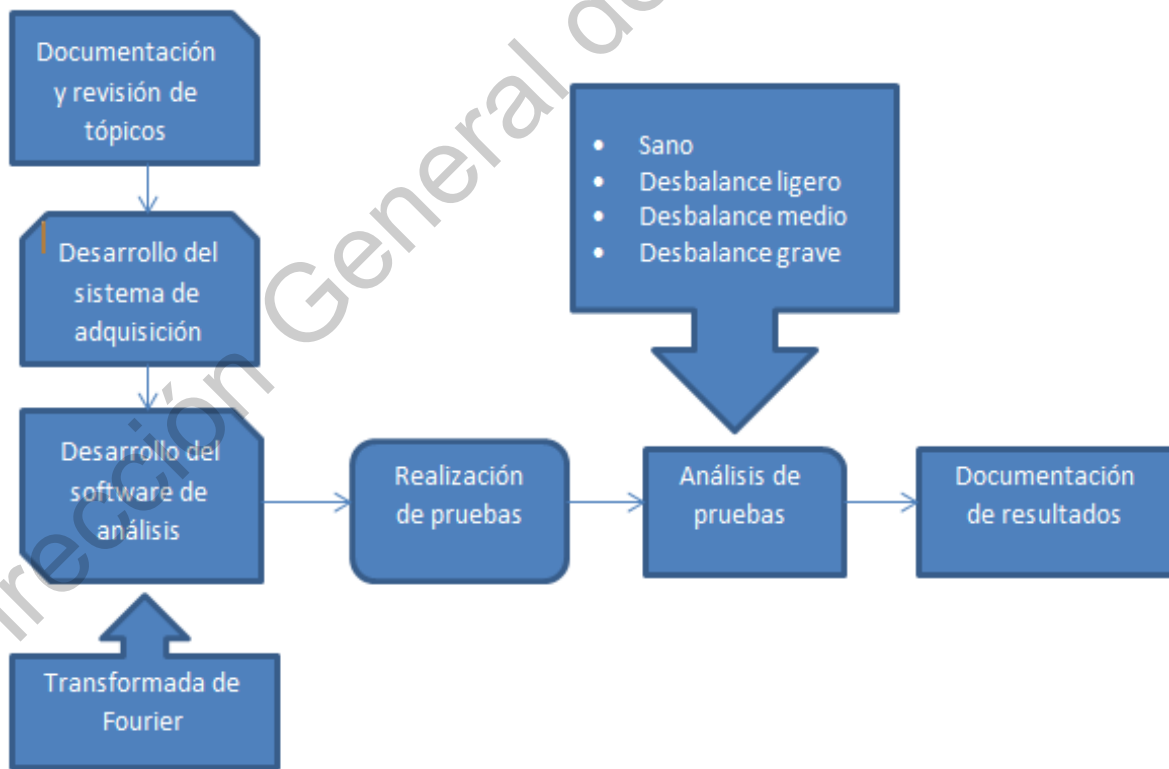 Documentación
y revisión de
tópicos
Desarrollo del
sistema de
adquisición
Desarrollo del
software de
análisis
Transformada de
Fourier
Realización
de pruebas
• Sano
• Desbalance ligero
• Desbalance medio
• Desbalance grave
Análisis de
pruebas
Documentación
de resultados
irección General de